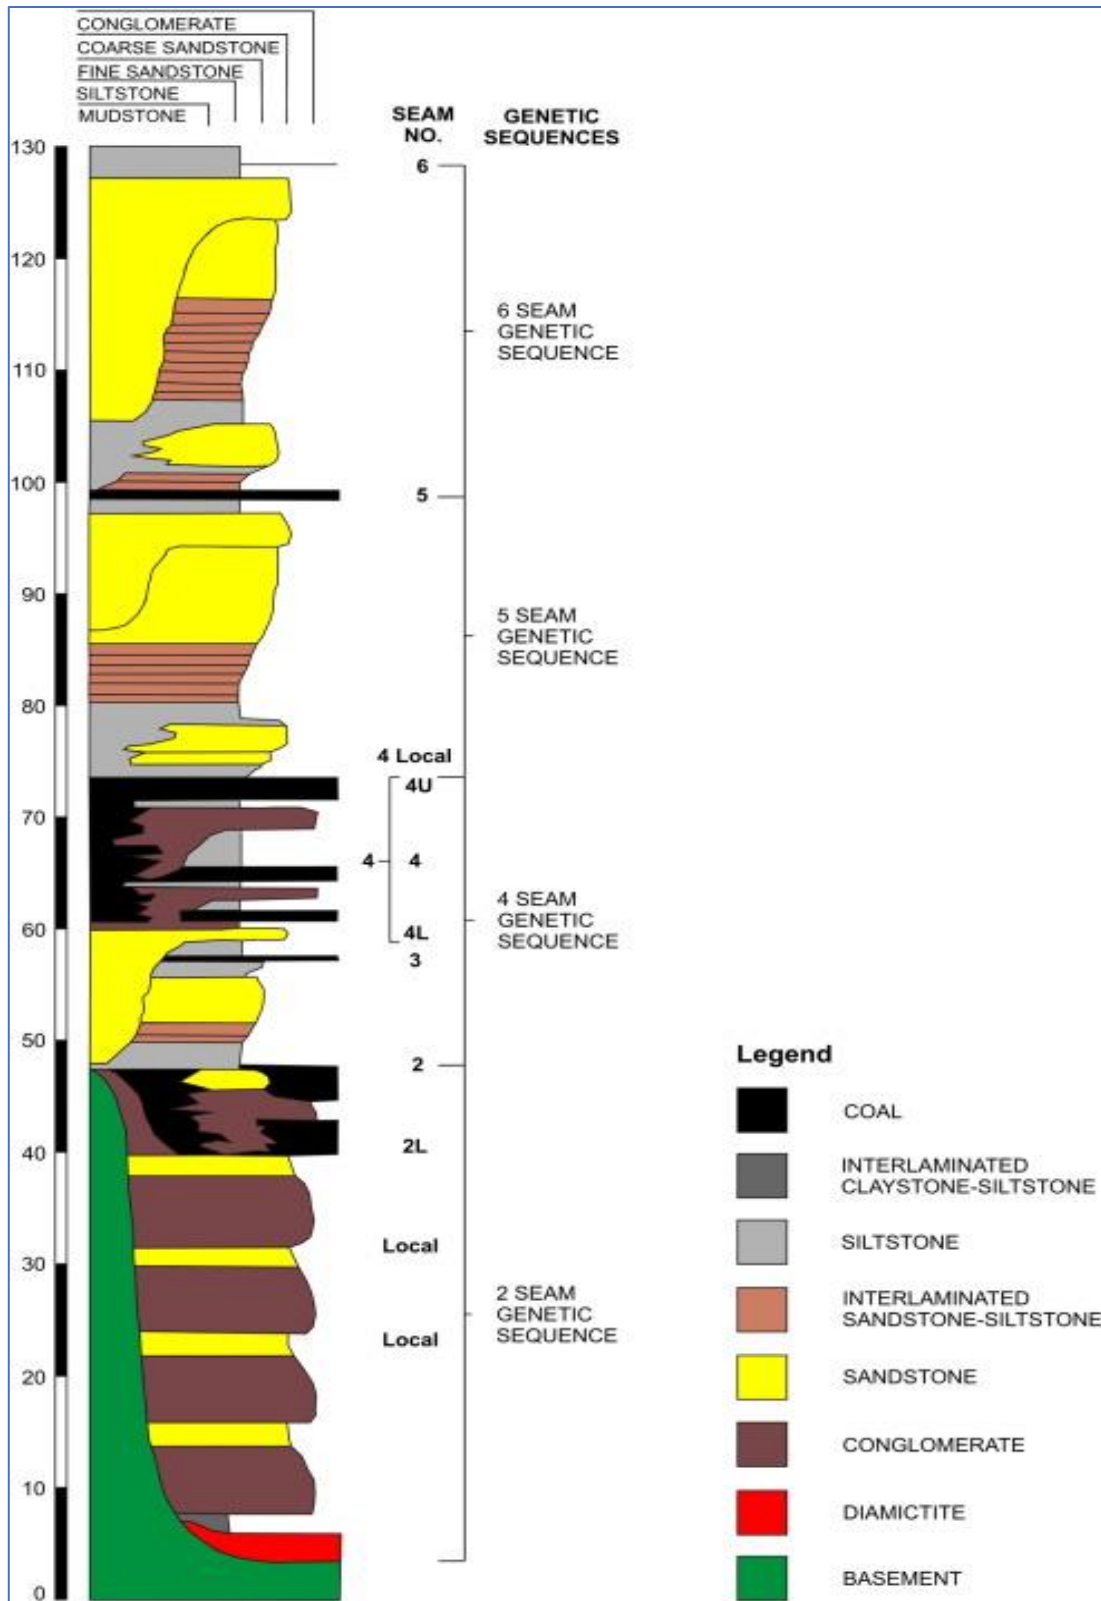 CONGLOMERATE
COARSE SANDSTONE
FINE SANDSTONE
SILTSTONE
MUDSTONE
SEAM
NO.
GENETIC
SEQUENCES
130
6
120
6 SEAM
GENETIC
SEQUENCE
110
100
5
90
5 SEAM
GENETIC
SEQUENCE
80
4 Local
4U
70
4
4
4 SEAM
GENETIC
SEQUENCE
60
4L
3
50
2
40
2L
30
Local
2 SEAM
GENETIC
SEQUENCE
Local
20
10
0
Legend
COAL
INTERLAMINATED
CLAYSTONE-SILTSTONE
SILTSTONE
INTERLAMINATED
SANDSTONE-SILTSTONE
SANDSTONE
CONGLOMERATE
DIAMICTITE
BASEMENT